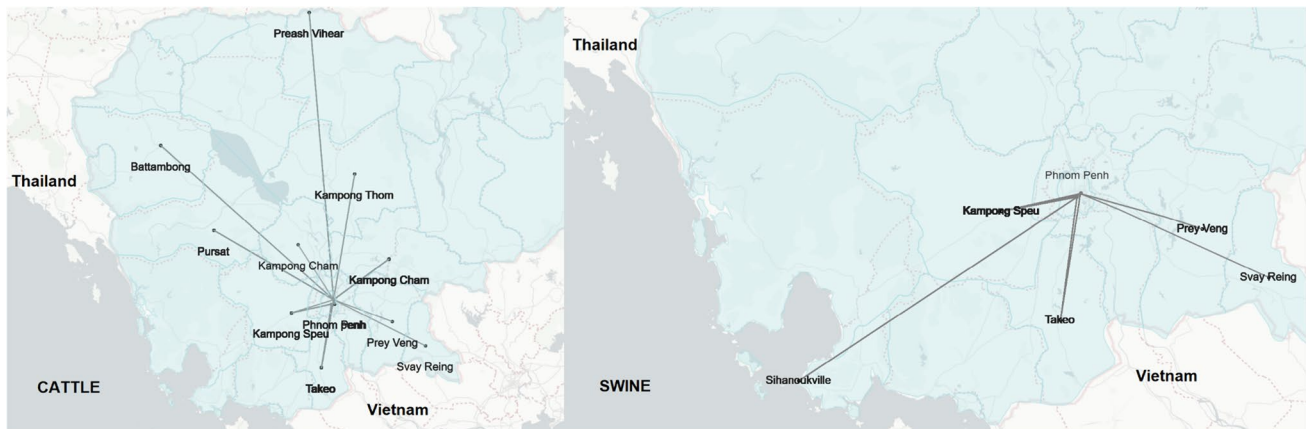 Preash Vihear
Battambong
Thailand
Kampong Thom
Pursat
Kampong Cham
Kampong Cham
Phnom Penh
Kampong Speu
Prey Veng
Svay Reing
CATTLE
Takeo
Vietnam
Thailand
Phnom Penh
Kampong Speu
Prey Veng
Svay Reing
Takeo
Sihanoukville
SWINE
Vietnam